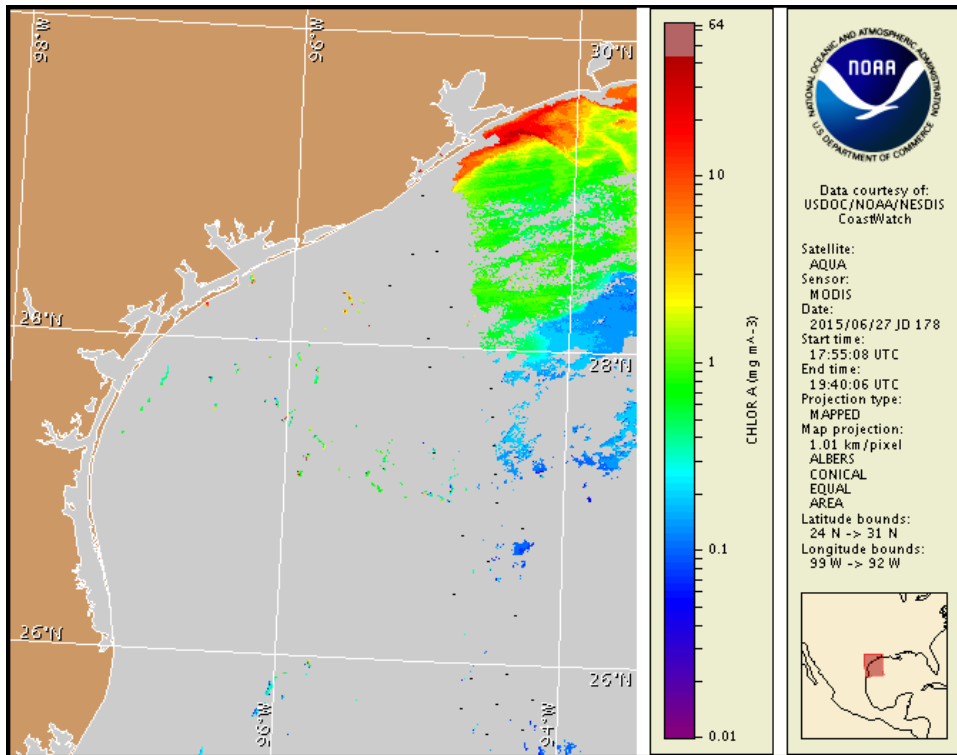 98°W
96°W
30°N
28°N
28°N
26°N
26°N
96°W
94°W
64
10
1
0.1
0.01
CHLOR A (mg m^-3)
NATIONAL OCEANIC AND ATMOSPHERIC ADMINISTRATION
NOAA
U.S. DEPARTMENT OF COMMERCE
Data courtesy of:
USDOC/NOAA/NESDIS
CoastWatch
Satellite:
AQUA
Sensor:
MODIS
Date:
2015/06/27 JD 178
Start time:
17:55:08 UTC
End time:
19:40:06 UTC
Projection type:
MAPPED
Map projection:
1.01 km/pixel
ALBERS
CONICAL
EQUAL
AREA
Latitude bounds:
24 N -> 31 N
Longitude bounds:
99 W -> 92 W